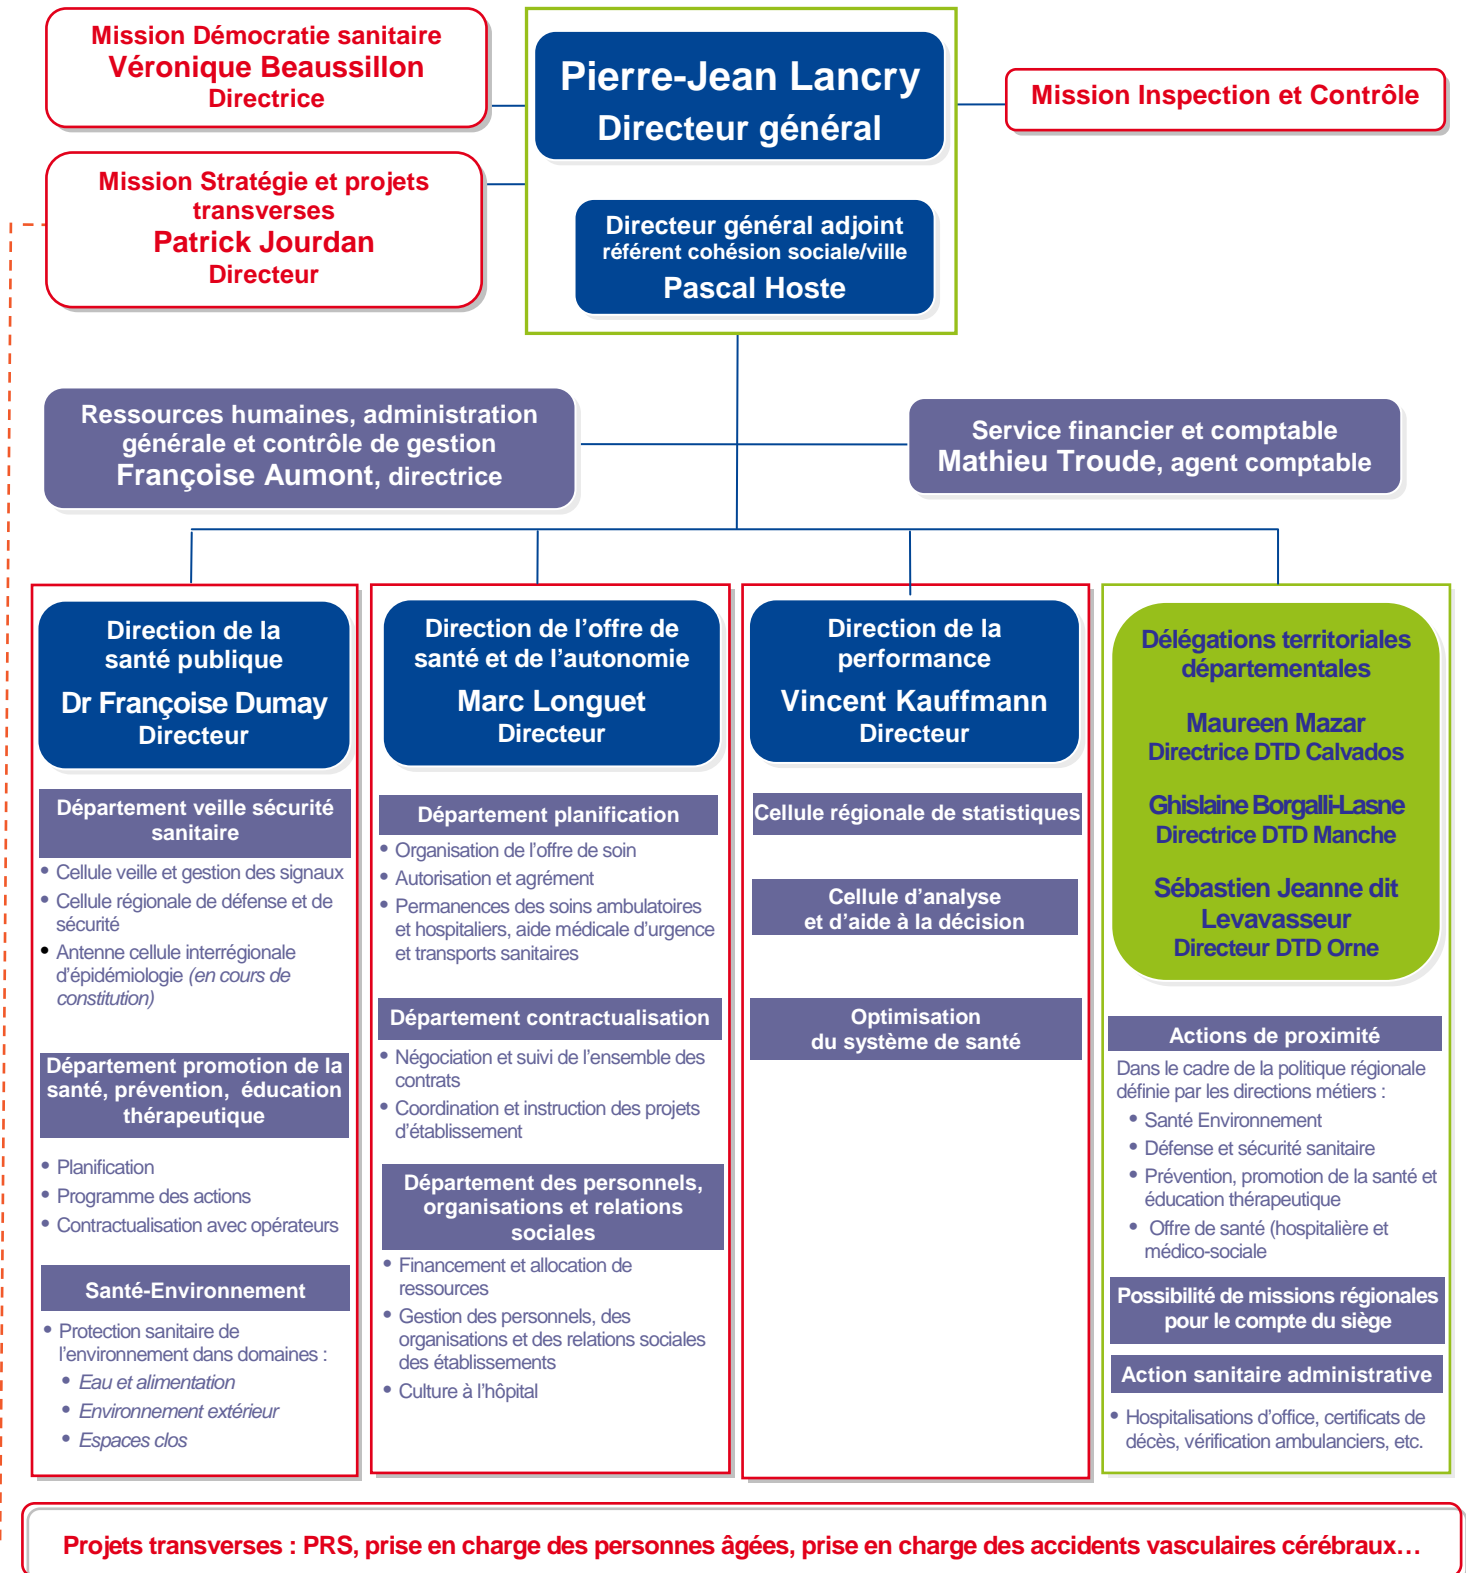 Mission Démocratie sanitaire
Véronique Beaussillon
Directrice
Mission Stratégie et projets
transverses
Patrick Jourdan
Directeur
Pierre-Jean Lancry
Directeur général
Directeur général adjoint
référent cohésion sociale/ville
Pascal Hoste
Mission Inspection et Contrôle
Ressources humaines, administration
générale et contrôle de gestion
Françoise Aumont, directrice
Service financier et comptable
Mathieu Troude, agent comptable
Direction de la
santé publique
Dr Françoise Dumay
Directeur
Département veille sécurité
sanitaire
• Cellule veille et gestion des signaux
• Cellule régionale de défense et de
sécurité
• Antenne cellule interrégionale
d'épidémiologie (en cours de
constitution)
Département promotion de la
santé, prévention, éducation
thérapeutique
• Planification
• Programme des actions
• Contractualisation avec opérateurs
Santé-Environnement
• Protection sanitaire de
l'environnement dans domaines :
• Eau et alimentation
• Environnement extérieur
• Espaces clos
Direction de l'offre de
santé et de l'autonomie
Marc Longuet
Directeur
Département planification
• Organisation de l'offre de soin
• Autorisation et agrément
• Permanences des soins ambulatoires
et hospitaliers, aide médicale d'urgence
et transports sanitaires
Département contractualisation
• Négociation et suivi de l'ensemble des
contrats
• Coordination et instruction des projets
d'établissement
Département des personnels,
organisations et relations
sociales
• Financement et allocation de
ressources
• Gestion des personnels, des
organisations et des relations sociales
des établissements
• Culture à l'hôpital
Direction de la
performance
Vincent Kauffmann
Directeur
Cellule régionale de statistiques
Cellule d'analyse
et d'aide à la décision
Optimisation
du système de santé
Délégations territoriales
départementales
Maureen Mazar
Directrice DTD Calvados
Ghislaine Borgalli-Lasne
Directrice DTD Manche
Sébastien Jeanne dit
Levavasseur
Directeur DTD Orne
Actions de proximité
Dans le cadre de la politique régionale
définie par les directions métiers :
• Santé Environnement
• Défense et sécurité sanitaire
• Prévention, promotion de la santé et
éducation thérapeutique
• Offre de santé (hospitalière et
médico-sociale
Possibilité de missions régionales
pour le compte du siège
Action sanitaire administrative
• Hospitalisations d'office, certificats de
décès, vérification ambulanciers, etc.
Projets transverses : PRS, prise en charge des personnes âgées, prise en charge des accidents vasculaires cérébraux…